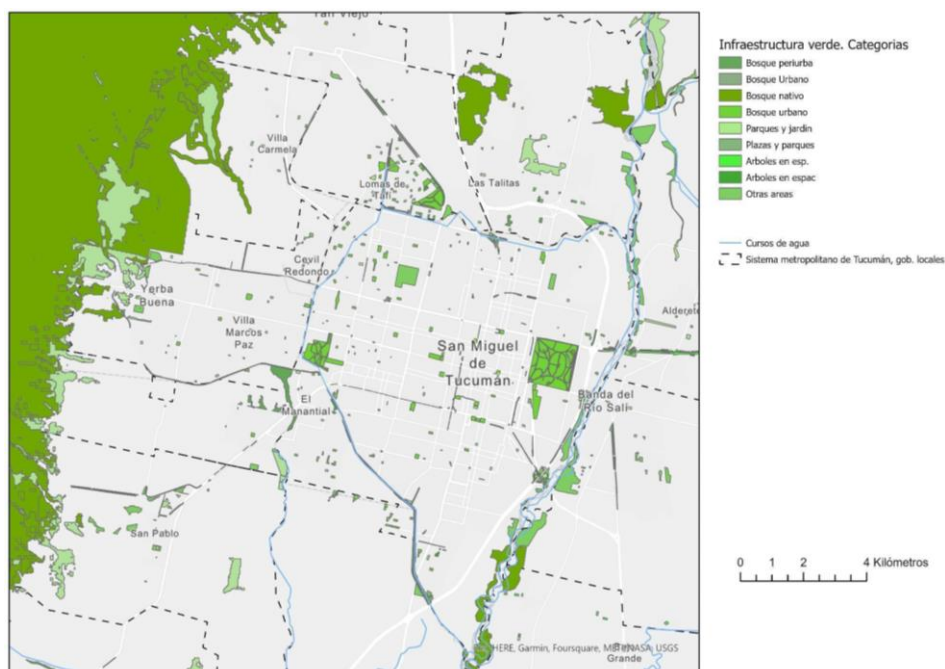 Infraestructura verde. Categorias
Bosque periurba
Bosque Urbano
Bosque nativo
Bosque urbano
Parques y jardin
Plazas y parques
Arboles en esp.
Arboles en espac
Otras areas
Cursos de agua
Sistema metropolitano de Tucumán, gob. locales
0 1 2 4 Kilómetros
Viejo
Villa
Carmela
Lomas de
Tafí
Las Talitas
Cevil
Redondo
Yerba
Buena
Villa
Marcos
Paz
Alderete
San Miguel
de
Tucumán
El
Manantial
Banda del
Río Salí
San Pablo
HERE, Garmin, Foursquare, METI/NASA, USGS
Grande